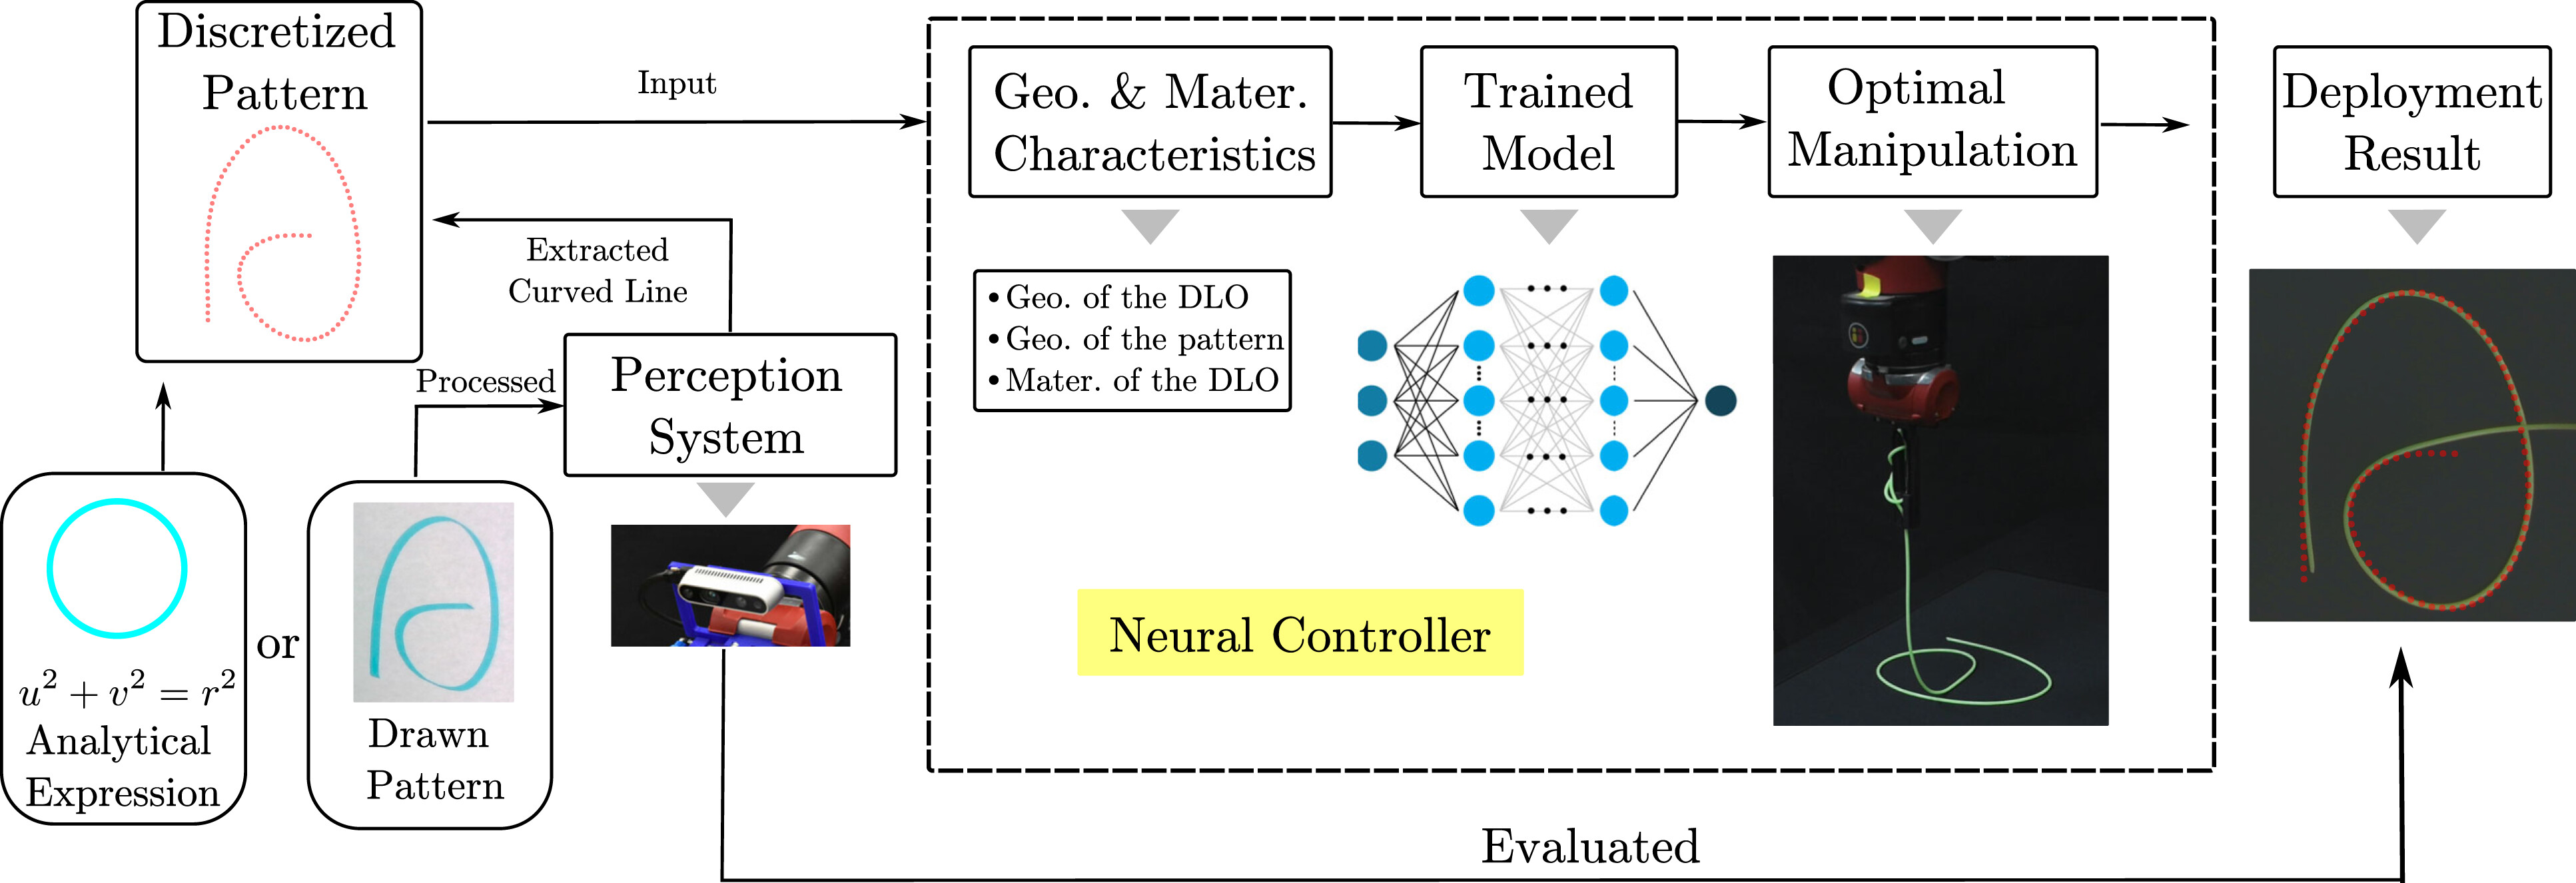 Discretized
Pattern
Input
Extracted
Curved Line
Processed
Perception
System
u² + v² = r²
Analytical
Expression
or
Drawn
Pattern
Geo. & Mater.
Characteristics
• Geo. of the DLO
• Geo. of the pattern
• Mater. of the DLO
Trained
Model
Optimal
Manipulation
Neural Controller
Deployment
Result
Evaluated